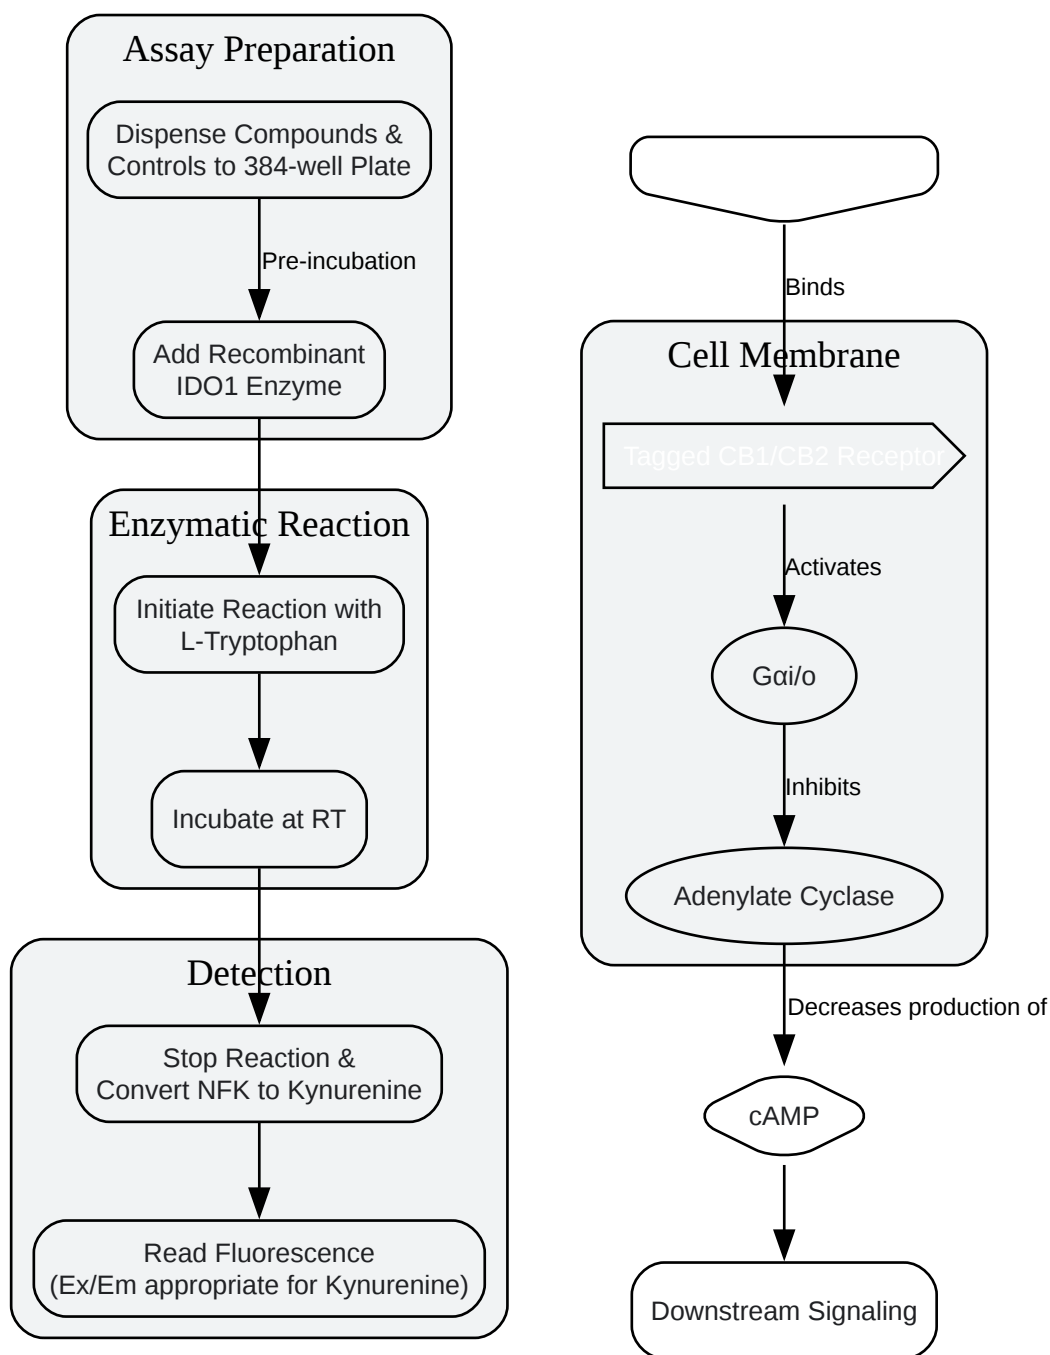 Assay Preparation
Dispense Compounds &
Controls to 384-well Plate
Pre-incubation
Add Recombinant
IDO1 Enzyme
Enzymatic Reaction
Initiate Reaction with
L-Tryptophan
Incubate at RT
Detection
Stop Reaction &
Convert NFK to Kynurenine
Read Fluorescence
(Ex/Em appropriate for Kynurenine)
Binds
Cell Membrane
Tagged CB1/CB2 Receptor
Activates
Gαi/o
Inhibits
Adenylate Cyclase
Decreases production of
cAMP
Downstream Signaling